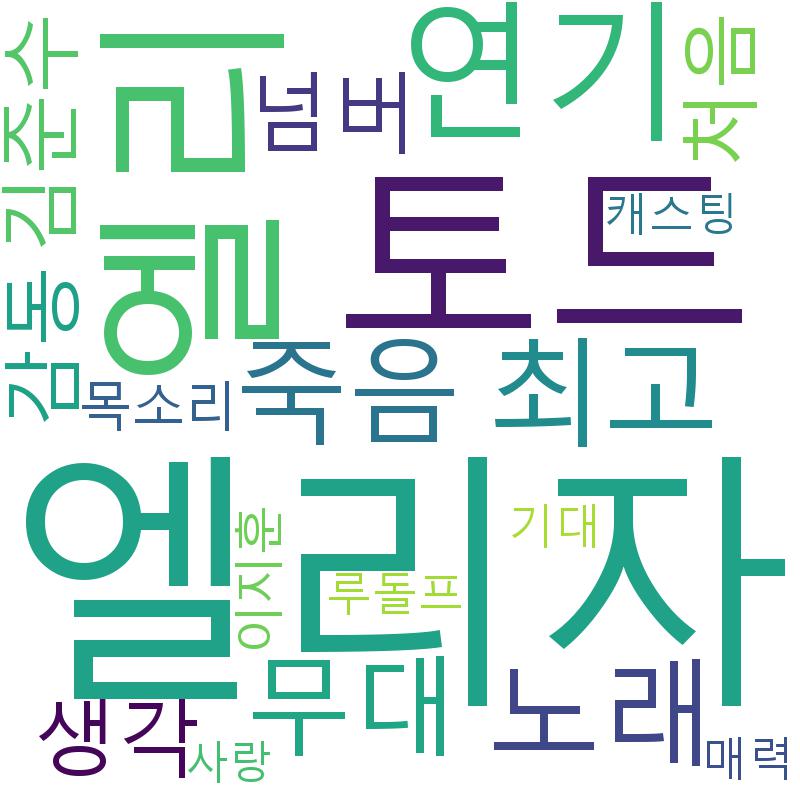 연기
처음
김준수
엘리
넘버
토드
캐스팅
감동
죽음
최고
목소리
엘리자
이지훈
기대
루돌프
무대
노래
생각
사랑
매력